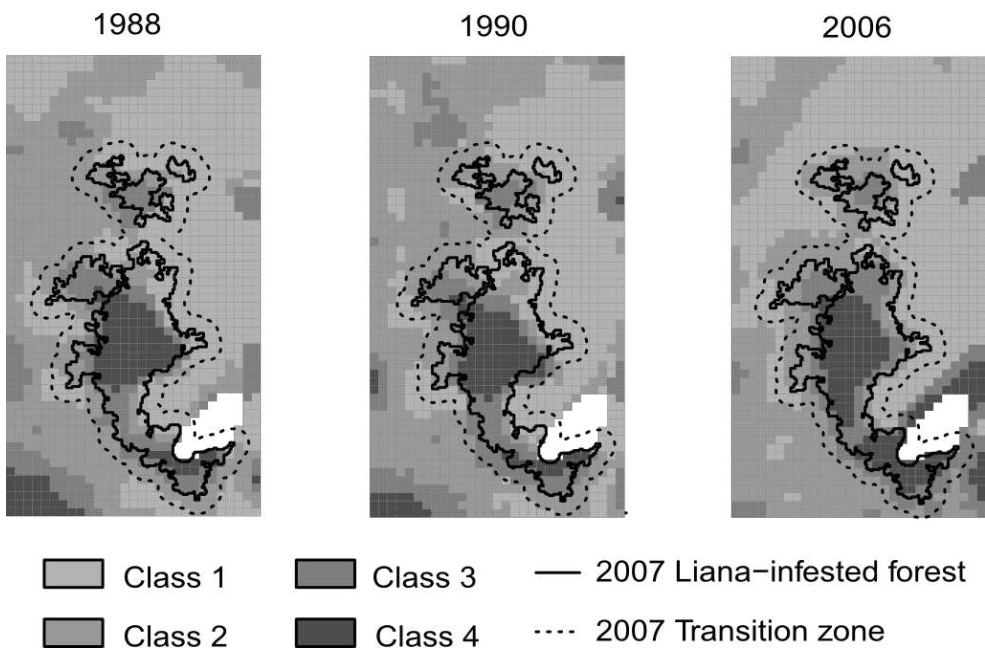 1988 1990 2006
Class 1 Class 3 2007 Liana−infested forest
Class 2 Class 4 2007 Transition zone